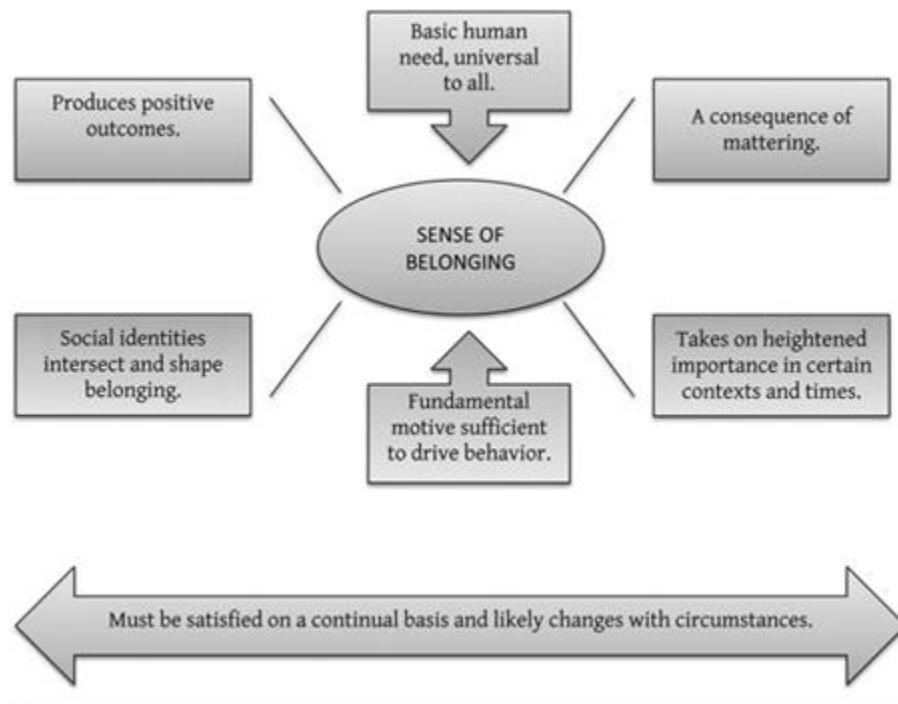 Basic human
need, universal
to all.
Produces positive
outcomes.
A consequence of
mattering.
SENSE OF
BELONGING
Social identities
intersect and shape
belonging.
Takes on heightened
importance in certain
contexts and times.
Fundamental
motive sufficient
to drive behavior.
Must be satisfied on a continual basis and likely changes with circumstances.